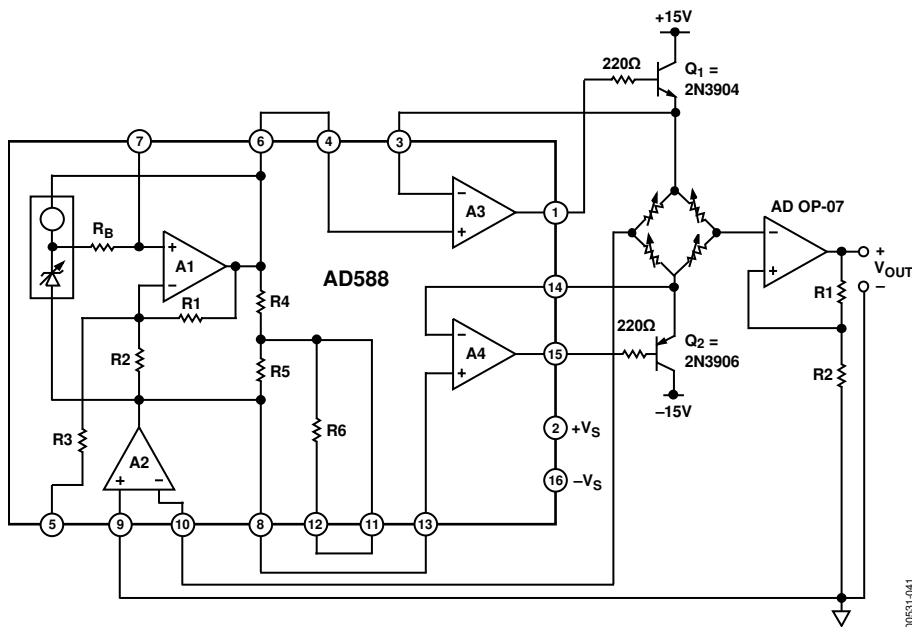 +15V
220Ω
Q1 =
2N3904
7
6
4
3
RB
A1
R1
A3
1
AD588
AD OP-07
+
VOUT
–
R4
14
R1
R2
R5
A4
15
220Ω
Q2 =
2N3906
R2
–15V
R3
R6
2
+VS
A2
16
–VS
5
9
10
8
12
11
13
00531-041